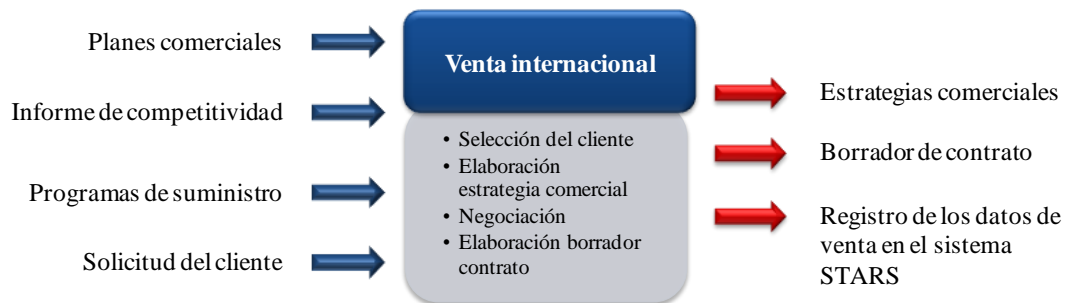 Planes comerciales
Informe de competitividad
Programas de suministro
Solicitud del cliente
Venta internacional
• Selección del cliente
• Elaboración
estrategia comercial
• Negociación
• Elaboración borrador
contrato
Estrategias comerciales
Borrador de contrato
Registro de los datos de
venta en el sistema
STARS